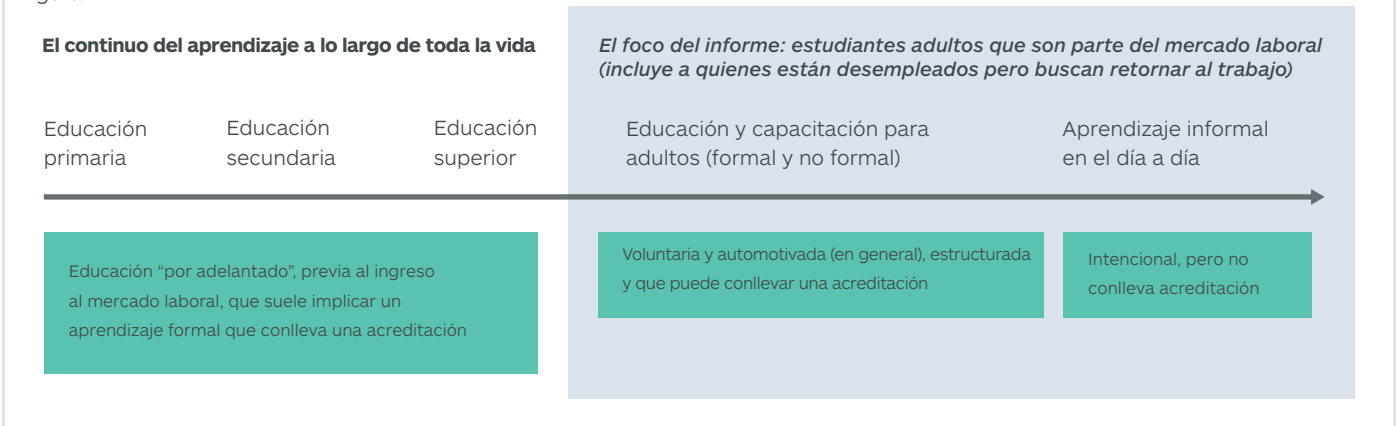 El continuo del aprendizaje a lo largo de toda la vida
El foco del informe: estudiantes adultos que son parte del mercado laboral
(incluye a quienes están desempleados pero buscan retornar al trabajo)
Educación
primaria
Educación
secundaria
Educación
superior
Educación y capacitación para
adultos (formal y no formal)
Aprendizaje informal
en el día a día
Educación “por adelantado”, previa al ingreso
al mercado laboral, que suele implicar un
aprendizaje formal que conlleva una acreditación
Voluntaria y automotivada (en general), estructurada
y que puede conllevar una acreditación
Intencional, pero no
conlleva acreditación